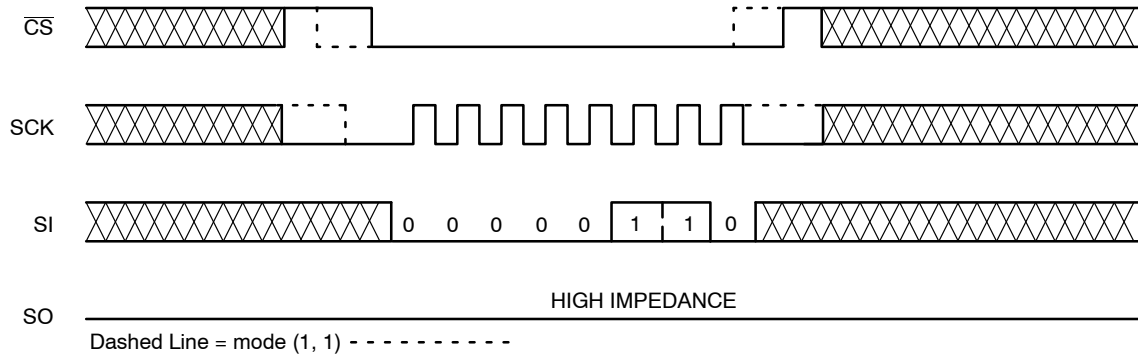 CS
SCK
SI 0 0 0 0 0 1 1 0
HIGH IMPEDANCE
SO
Dashed Line = mode (1, 1)